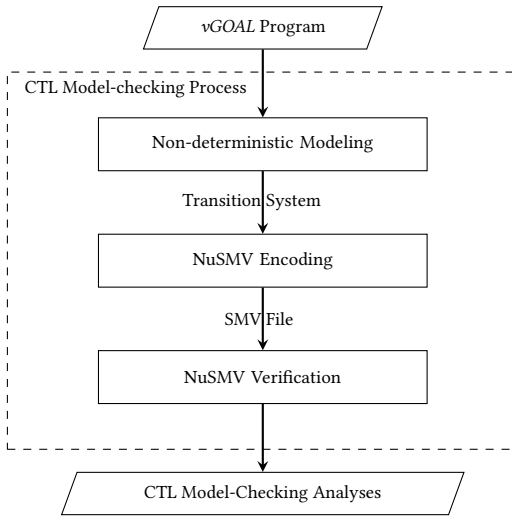 vGOAL Program
CTL Model-checking Process
Non-deterministic Modeling
Transition System
NuSMV Encoding
SMV File
NuSMV Verification
CTL Model-Checking Analyses